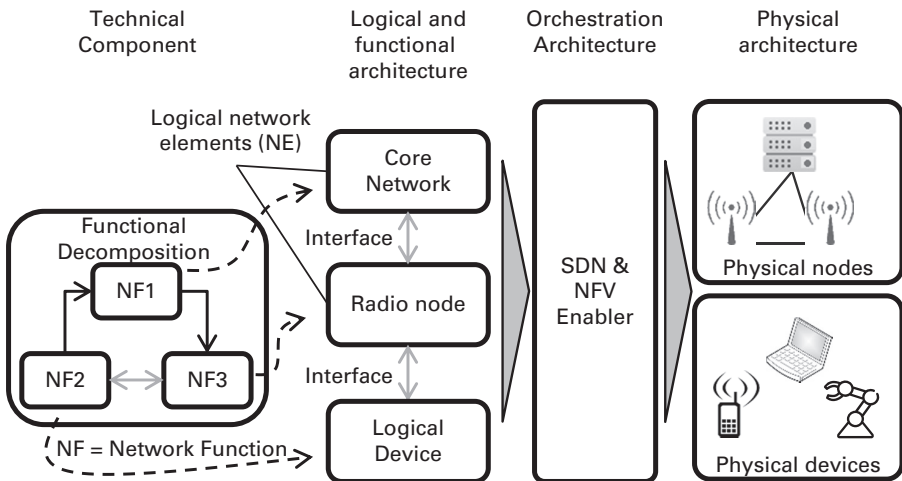 Technical
Component
Logical and
functional
architecture
Orchestration
Architecture
Physical
architecture
Logical network
elements (NE)
Core
Network
Interface
Radio node
Interface
Logical
Device
Functional
Decomposition
NF1
NF2
NF3
NF = Network Function
SDN &
NFV
Enabler
Physical nodes
Physical devices